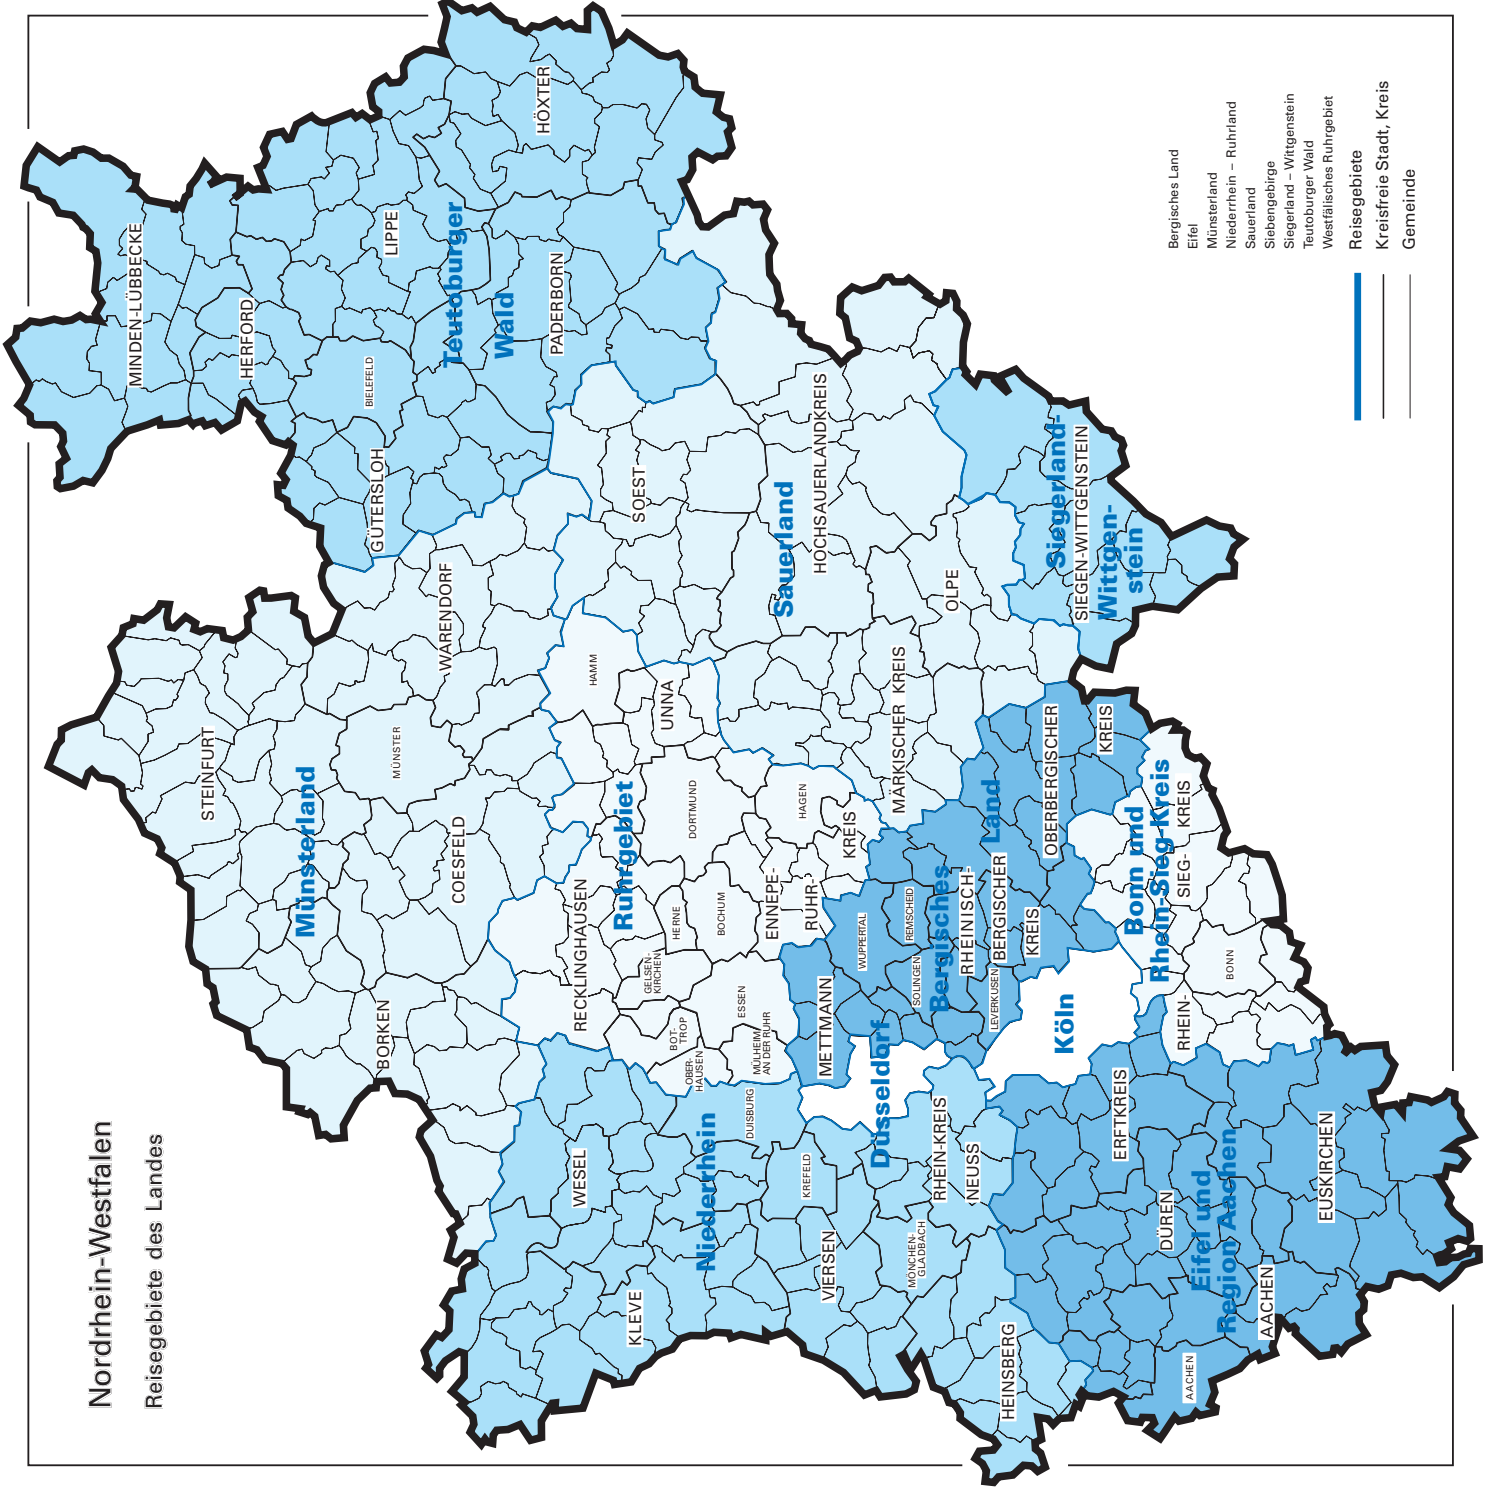 Nordrhein-Westfalen
Reisegebiete des Landes
MINDEN-LÜBBECKE
HERFORD
BIELEFELD
LIPPE
GÜTERSLOH
Teutoburger
Wald
HÖXTER
PADERBORN
STEINFURT
Münsterland
MÜNSTER
WARENDORF
COESFELD
BORKEN
HAMM
UNNA
SOEST
Ruhrgebiet
RECKLINGHAUSEN
DORTMUND
HERNE
BOCHUM
GELSEN-
KIRCHEN
BOT-
TROP
OBER-
HAUSEN
ESSEN
MÜLHEIM/
AN DER RUHR
HAGEN
ENNEPE-
RUHR-
KREIS
Sauerland
HOCHSAUERLANDKREIS
MÄRKISCHER KREIS
OLPE
Siegerland-
SIEGEN-WITTGENSTEIN
Wittgen-
stein
WESEL
KLEVE
Niederrhein
DUISBURG
KREFELD
VIERSEN
MÖNCHEN-
GLADBACH
RHEIN-KREIS
NEUSS
HEINSBERG
Düsseldorf
METTMANN
WUPPERTAL
REMSCHEID
SOLINGEN
Bergisches
Land
RHEINISCH-
BERGISCHER
KREIS
LEVERKUSEN
OBERBERGISCHER
KREIS
Köln
Bonn und
Rhein-Sieg-Kreis
RHEIN-
SIEG-
KREIS
BONN
ERFTKREIS
DÜREN
Eifel und
Region Aachen
AACHEN
AACHEN
EUSKIRCHEN
Bergisches Land
Eifel
Münsterland
Niederrhein – Ruhrland
Sauerland
Siebengebirge
Siegerland – Wittgenstein
Teutoburger Wald
Westfälisches Ruhrgebiet
Reisegebiete
Kreisfreie Stadt, Kreis
Gemeinde